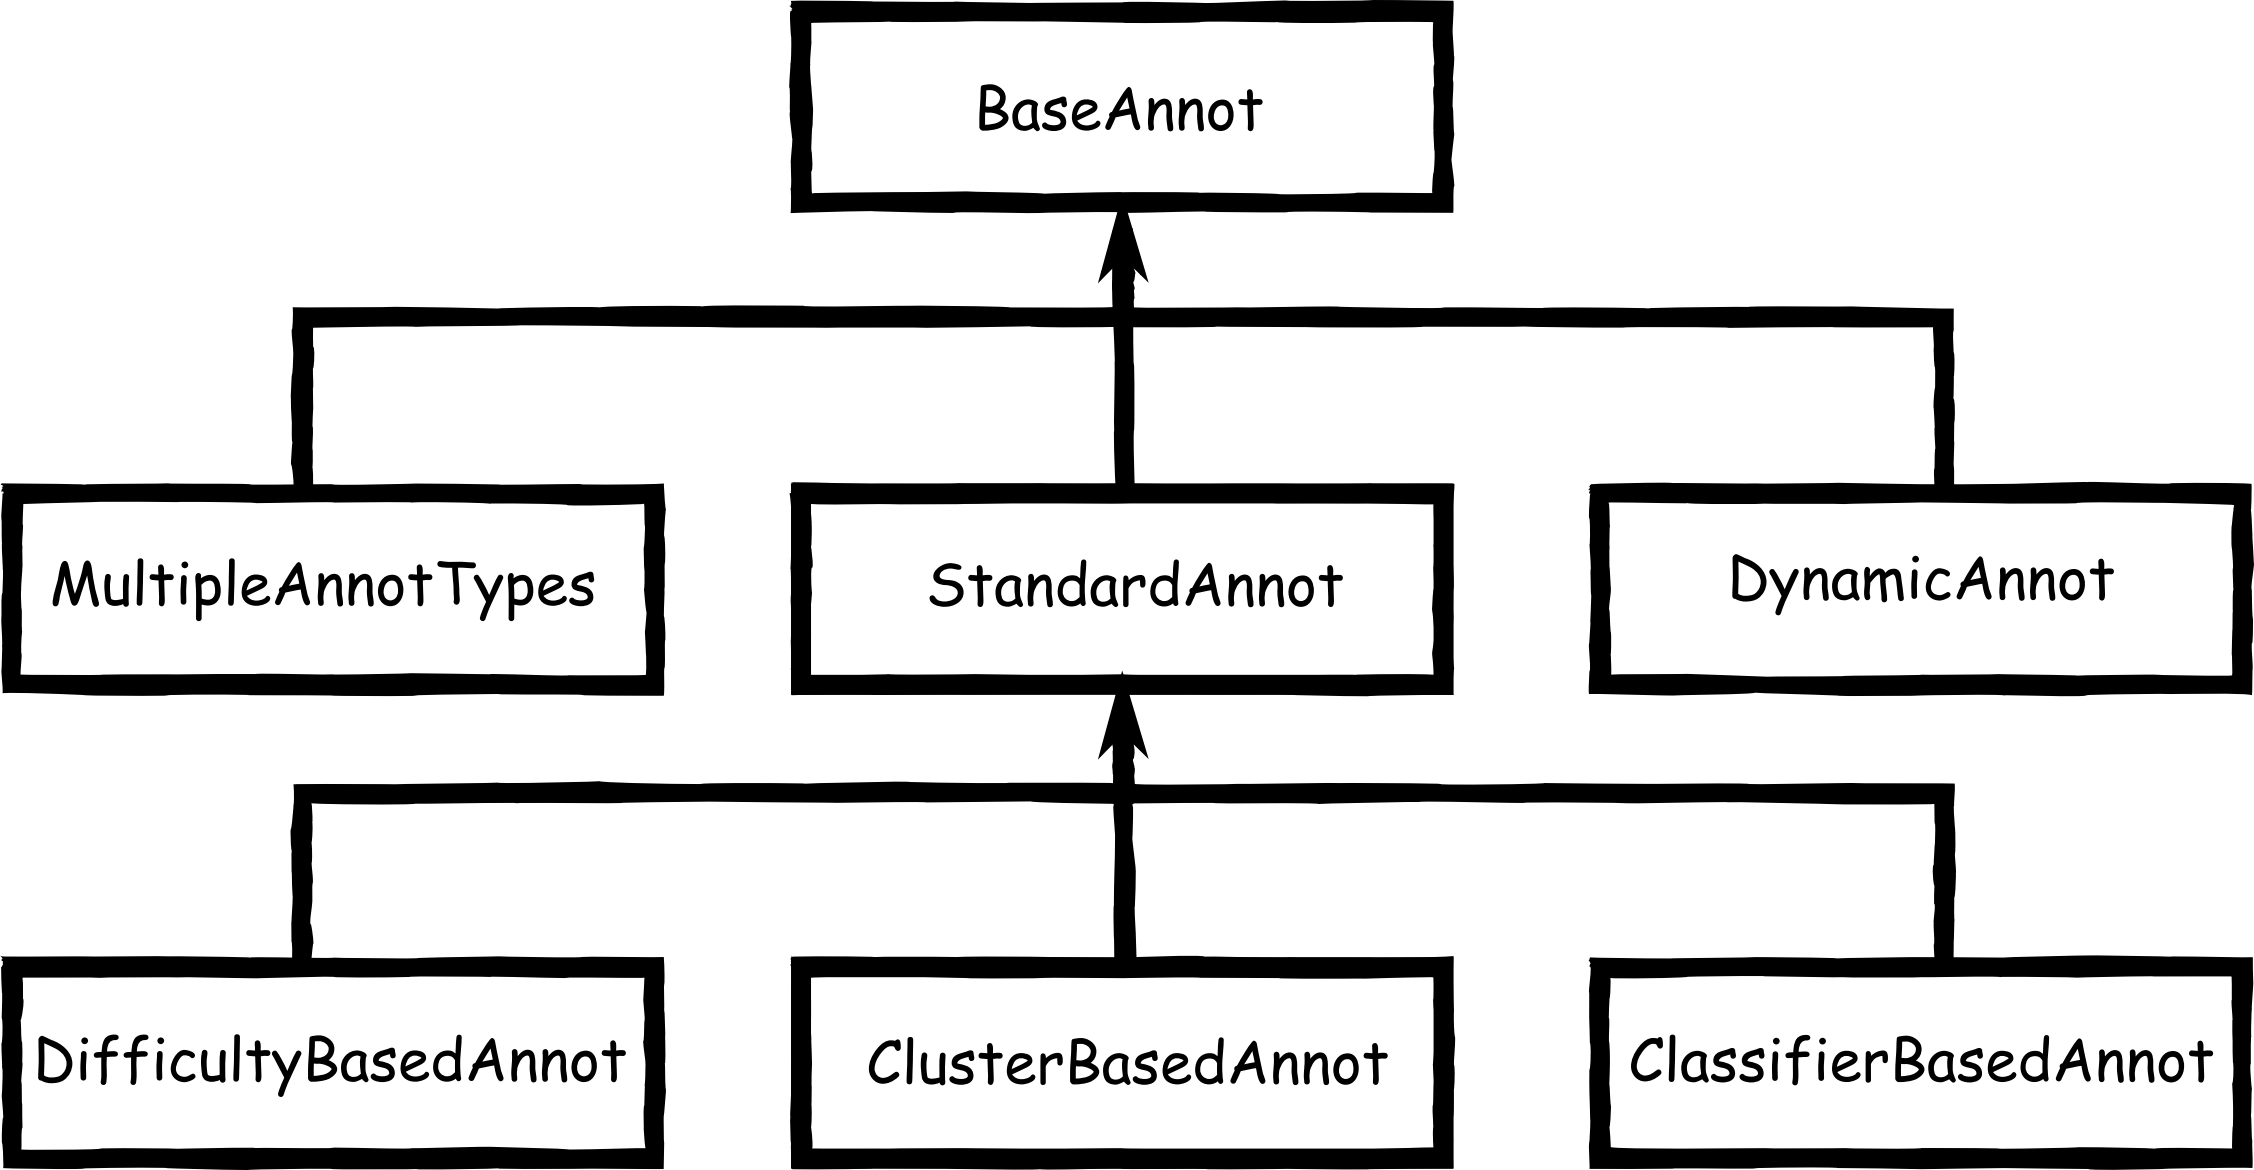 BaseAnnot
MultipleAnnotTypes
StandardAnnot
DynamicAnnot
DifficultyBasedAnnot
ClusterBasedAnnot
ClassifierBasedAnnot